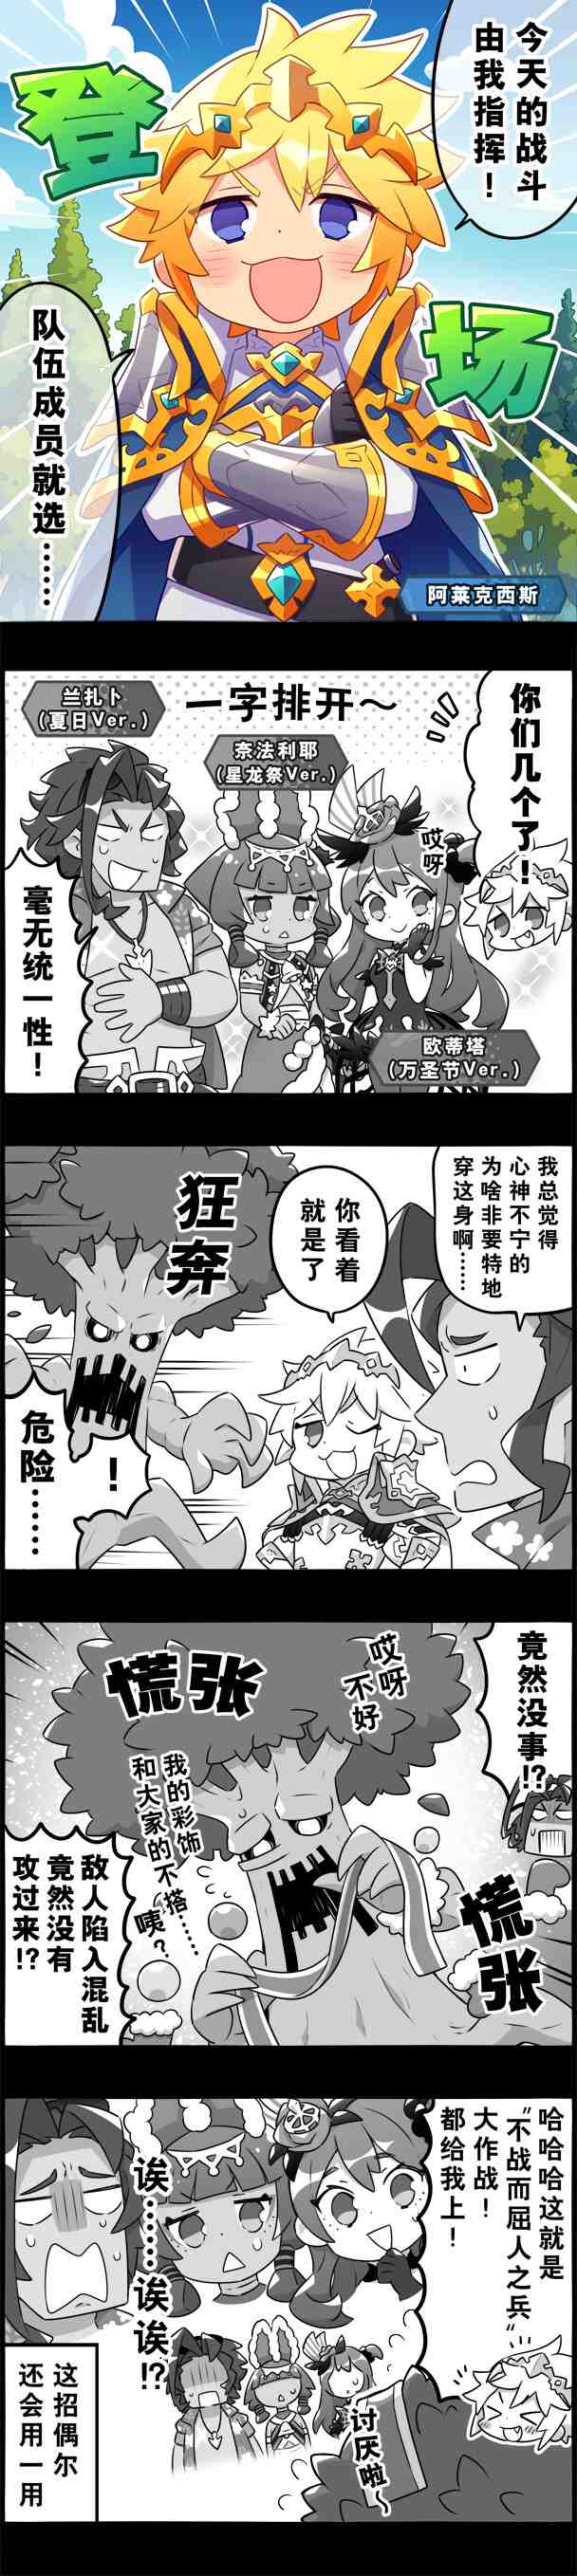 今天的战斗
由我指挥！
登场
队伍成员就选……
阿莱克西斯
你们几个了！
一字排开～
兰扎卜
（夏日Ver.）
奈法利耶
（星龙祭Ver.）
哎呀
欧蒂塔
（万圣节Ver.）
毫无统一性！
我总觉得
心神不宁的
为啥非要特地
穿这身啊……
你看着
就是了
狂奔
！
危险……
竟然没事！？
哎呀
不好
慌张
我的彩饰
和大家的不搭……
咦？
慌张
敌人陷入混乱
竟然没有
攻过来！？
哈哈哈这就是
“不战而屈人之兵”
大作战！
都给我上！
诶……诶诶！？
讨厌啦～
这招偶尔
还会用一用